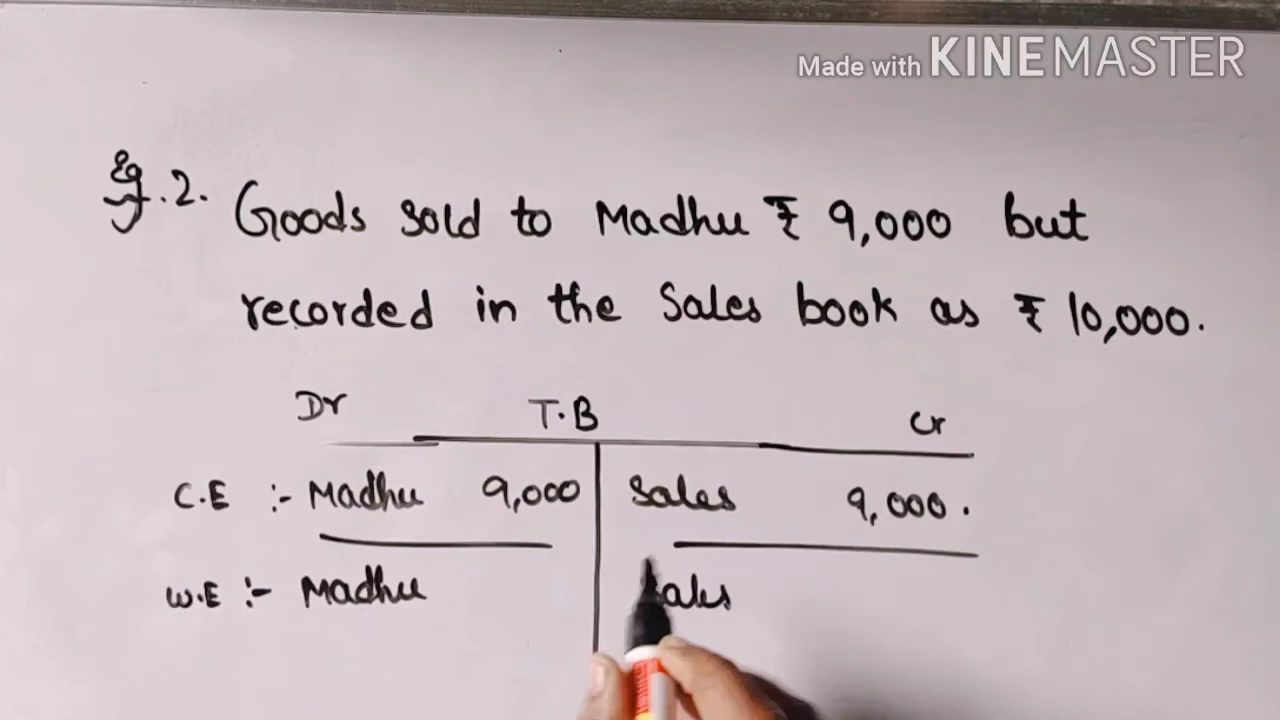 Made with KINEMASTER
Eg.2. Goods sold to Madhu ₹ 9,000 but
recorded in the Sales book as ₹ 10,000.
Dr T.B Cr
C.E :- Madhu 9,000 Sales 9,000.
W.E :- Madhu Sales